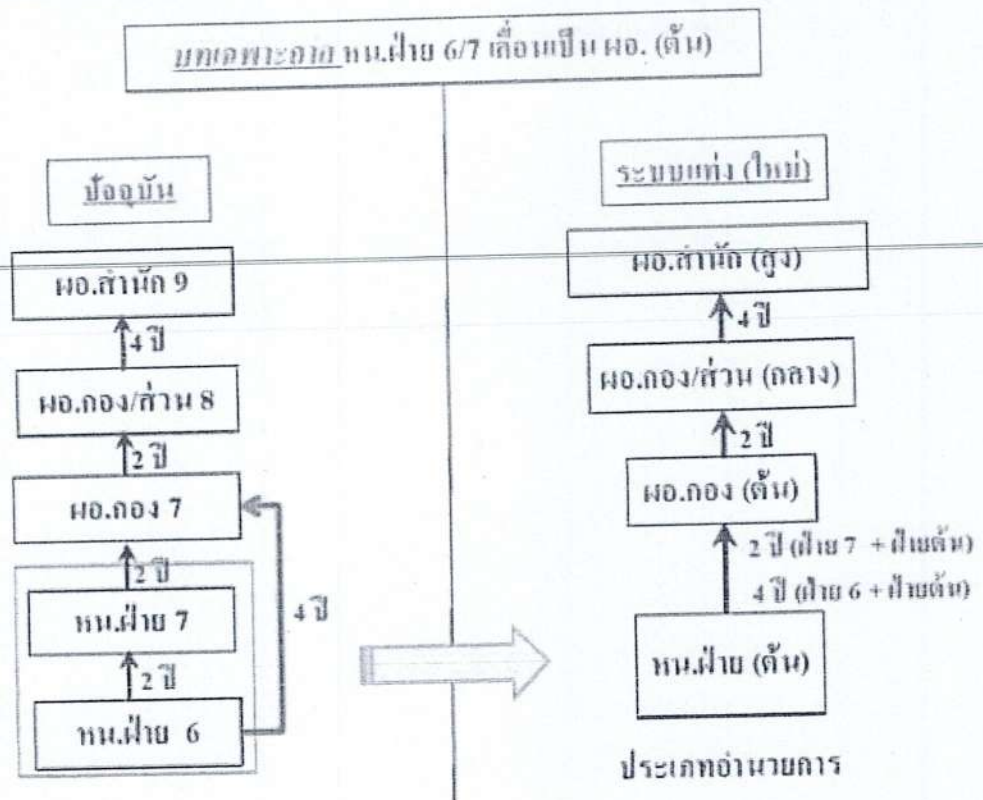 บทเฉพาะกาล หน.ฝ่าย 6/7 เลื่อนเป็น ผอ. (ต้น)
ปัจจุบัน
ผอ.สำนัก 9
4 ปี
ผอ.กอง/ส่วน 8
2 ปี
ผอ.กอง 7
2 ปี
หน.ฝ่าย 7
4 ปี
2 ปี
หน.ฝ่าย 6
ระบบแท่ง (ใหม่)
ผอ.สำนัก (สูง)
4 ปี
ผอ.กอง/ส่วน (กลาง)
2 ปี
ผอ.กอง (ต้น)
2 ปี (ฝ่าย 7 + ฝ่ายต้น)
4 ปี (ฝ่าย 6 + ฝ่ายต้น)
หน.ฝ่าย (ต้น)
ประเภทอำนวยการ